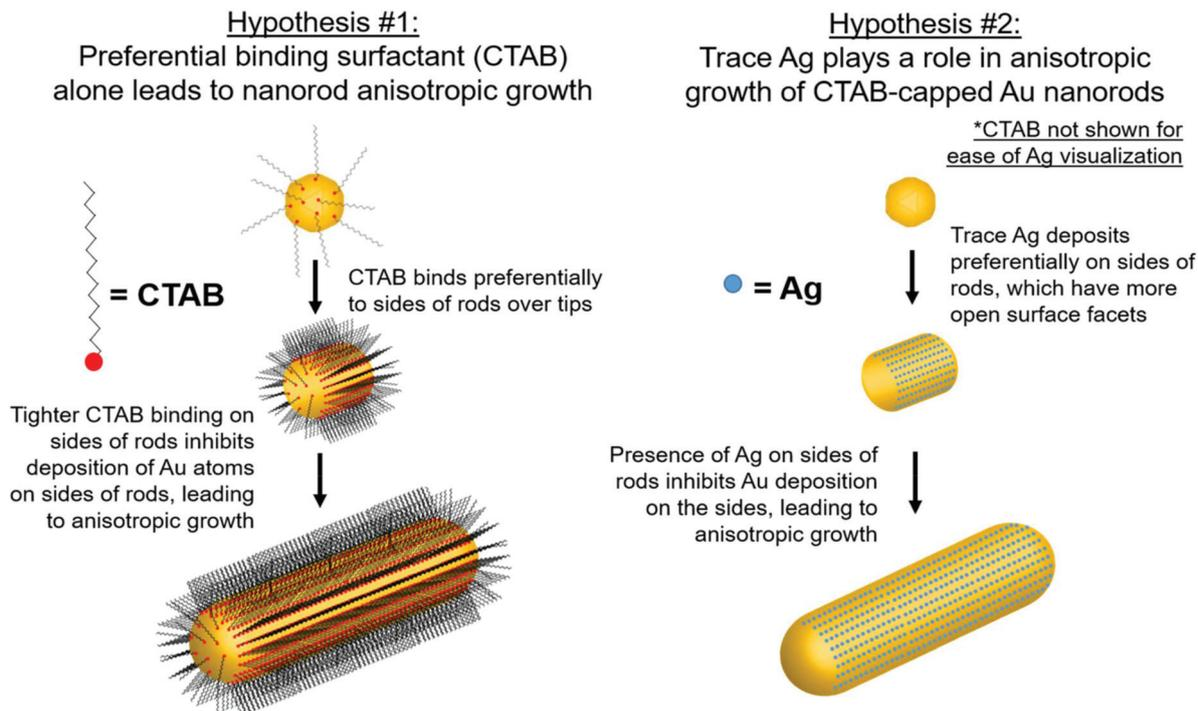 Hypothesis #1:
Preferential binding surfactant (CTAB)
alone leads to nanorod anisotropic growth
= CTAB
CTAB binds preferentially
to sides of rods over tips
Tighter CTAB binding on
sides of rods inhibits
deposition of Au atoms
on sides of rods, leading
to anisotropic growth
Hypothesis #2:
Trace Ag plays a role in anisotropic
growth of CTAB-capped Au nanorods
*CTAB not shown for
ease of Ag visualization
Trace Ag deposits
preferentially on sides of
rods, which have more
open surface facets
= Ag
Presence of Ag on sides of
rods inhibits Au deposition
on the sides, leading to
anisotropic growth